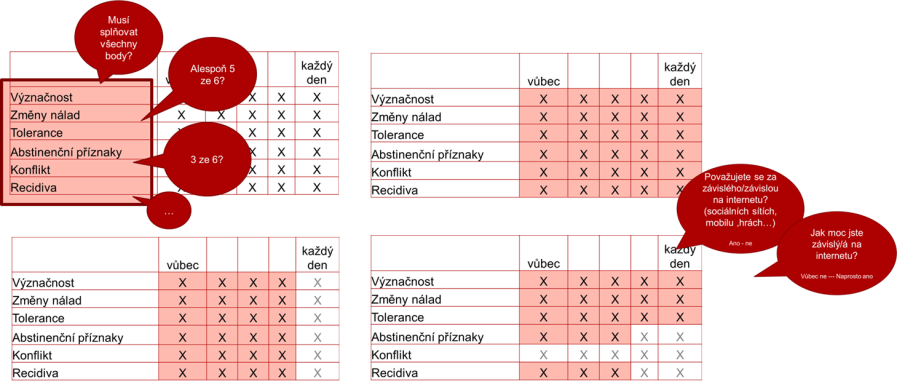 Musí
splňovat
všechny
body?
Alespoň 5
ze 6?
3 ze 6?
…
v
každý
den
Význačnost X X X
Změny nálad X X X X X
Tolerance X X X
Abstinenční příznaky X X X
Konflikt X X X
Recidiva X X X X
vůbec každý
den
Význačnost X X X X X
Změny nálad X X X X X
Tolerance X X X X X
Abstinenční příznaky X X X X X
Konflikt X X X X X
Recidiva X X X X X
Považujete se za
závislého/závislou
na internetu?
(sociálních sítích,
mobilu ,hrách…)
Ano - ne
Jak moc jste
závislý/á na
internetu?
Vůbec ne --- Naprosto ano
vůbec každý
den
Význačnost X X X X X
Změny nálad X X X X X
Tolerance X X X X X
Abstinenční příznaky X X X X X
Konflikt X X X X X
Recidiva X X X X X
vůbec každý
den
Význačnost X X X X X
Změny nálad X X X X X
Tolerance X X X X X
Abstinenční příznaky X X X X X
Konflikt X X X X X
Recidiva X X X X X